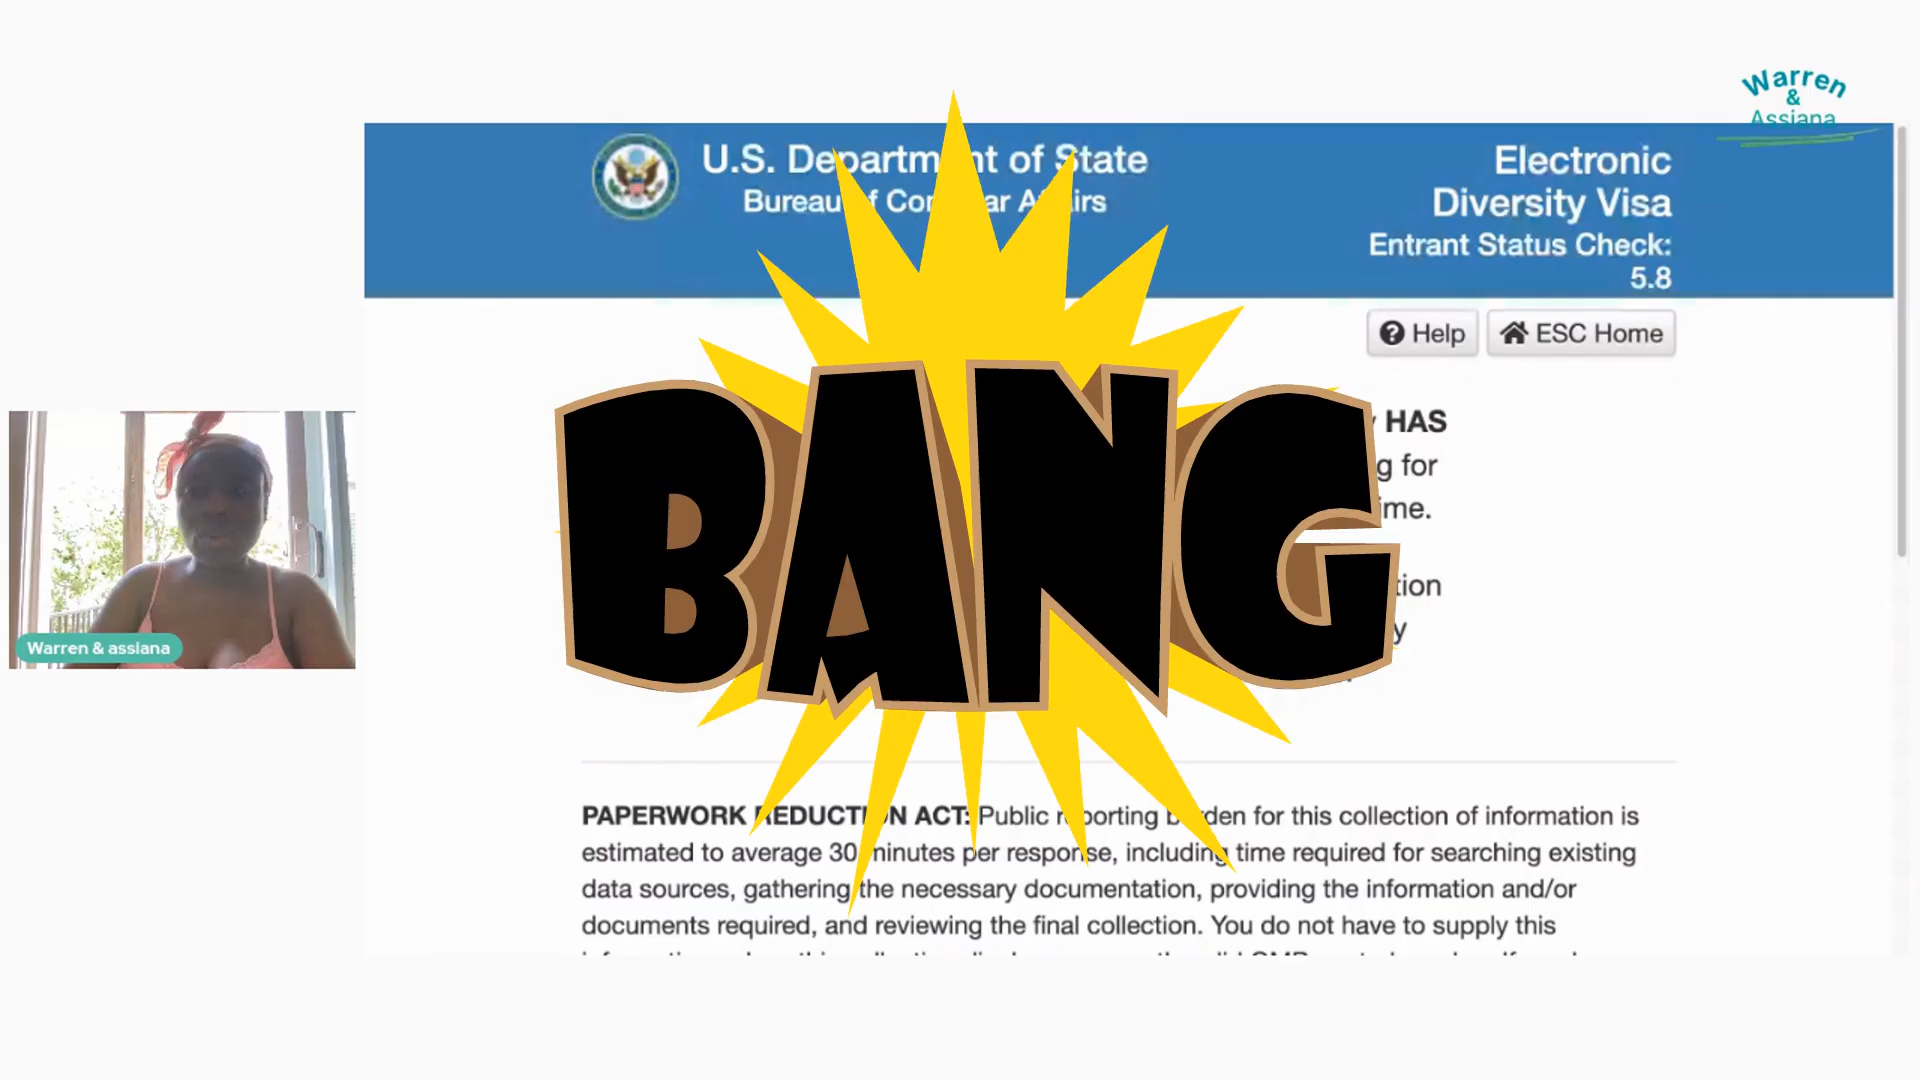 Warren
&
Assiana
U.S. Department of State
Bureau of Consular Affairs
Electronic
Diversity Visa
Entrant Status Check:
5.8
Help
ESC Home
HAS
for
BANG
Warren & assiana
PAPERWORK REDUCTION ACT: Public reporting burden for this collection of information is
estimated to average 30 minutes per response, including time required for searching existing
data sources, gathering the necessary documentation, providing the information and/or
documents required, and reviewing the final collection. You do not have to supply this